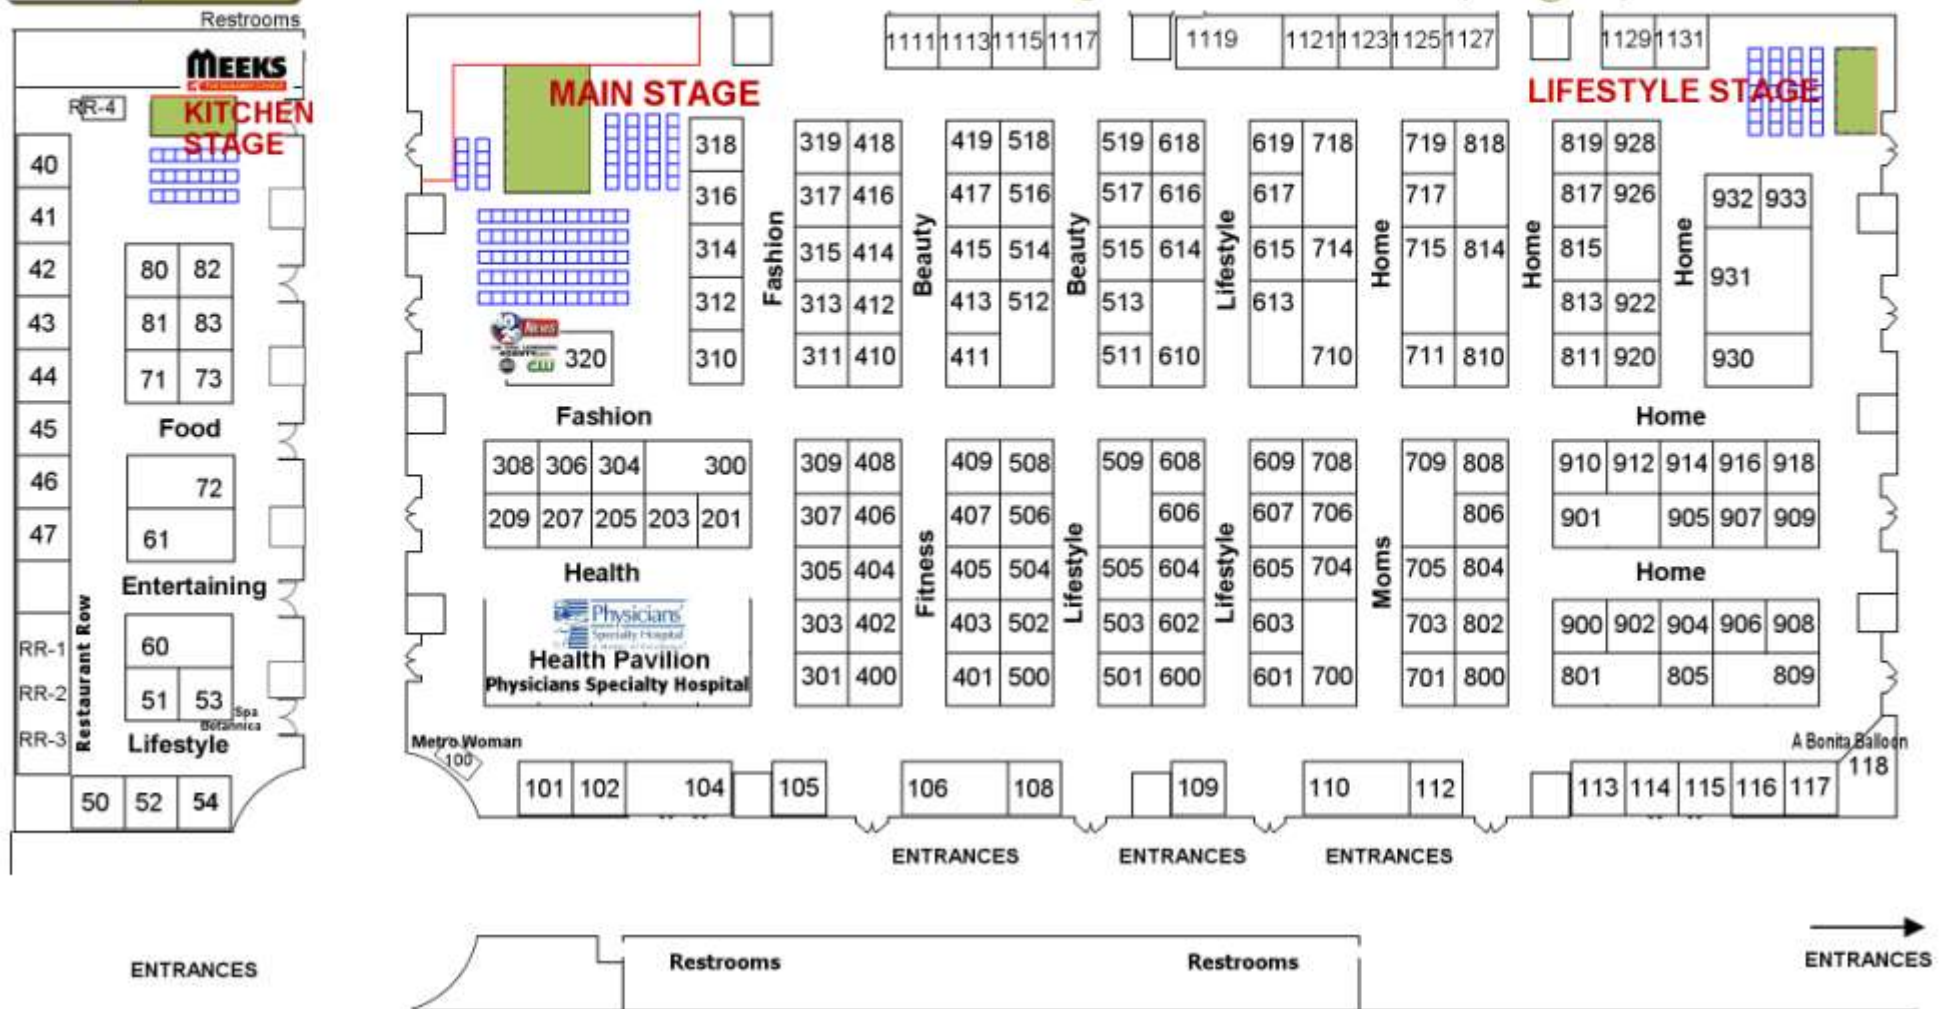 Restrooms
MEEKS
RR-4
KITCHEN
STAGE
40
41
42
43
44
45
46
47
80 82
81 83
71 73
Food
72
61
Entertaining
60
51 53
Spa
Botannica
Lifestyle
Restaurant Row
RR-1
RR-2
RR-3
50 52 54
1111 1113 1115 1117 1119 1121 1123 1125 1127 1129 1131
MAIN STAGE
LIFESTYLE STAGE
318
316
314
312
310
NEWS
CW
320
Fashion
319 418
317 416
315 414
313 412
311 410
Beauty
419 518
417 516
415 514
413 512
411
Beauty
519 618
517 616
515 614
513
511 610
Lifestyle
619 718
617
615 714
613
710
Home
719 818
717
715 814
711 810
Home
819 928
817 926
815
813 922
811 920
Home
932 933
931
930
Fashion
308 306 304 300
209 207 205 203 201
Health
Physicians'
Specialty Hospital
Health Pavilion
Physicians Specialty Hospital
309 408
307 406
305 404
303 402
301 400
Fitness
409 508
407 506
405 504
403 502
401 500
Lifestyle
509 608
606
505 604
503 602
501 600
Lifestyle
609 708
607 706
605 704
603
601 700
Moms
709 808
806
705 804
703 802
701 800
Home
910 912 914 916 918
901 905 907 909
Home
900 902 904 906 908
801 805 809
Metro Woman
100
101 102 104 105 106 108 109 110 112 113 114 115 116 117
A Bonita Balloon
118
ENTRANCES ENTRANCES ENTRANCES
ENTRANCES
Restrooms Restrooms
ENTRANCES